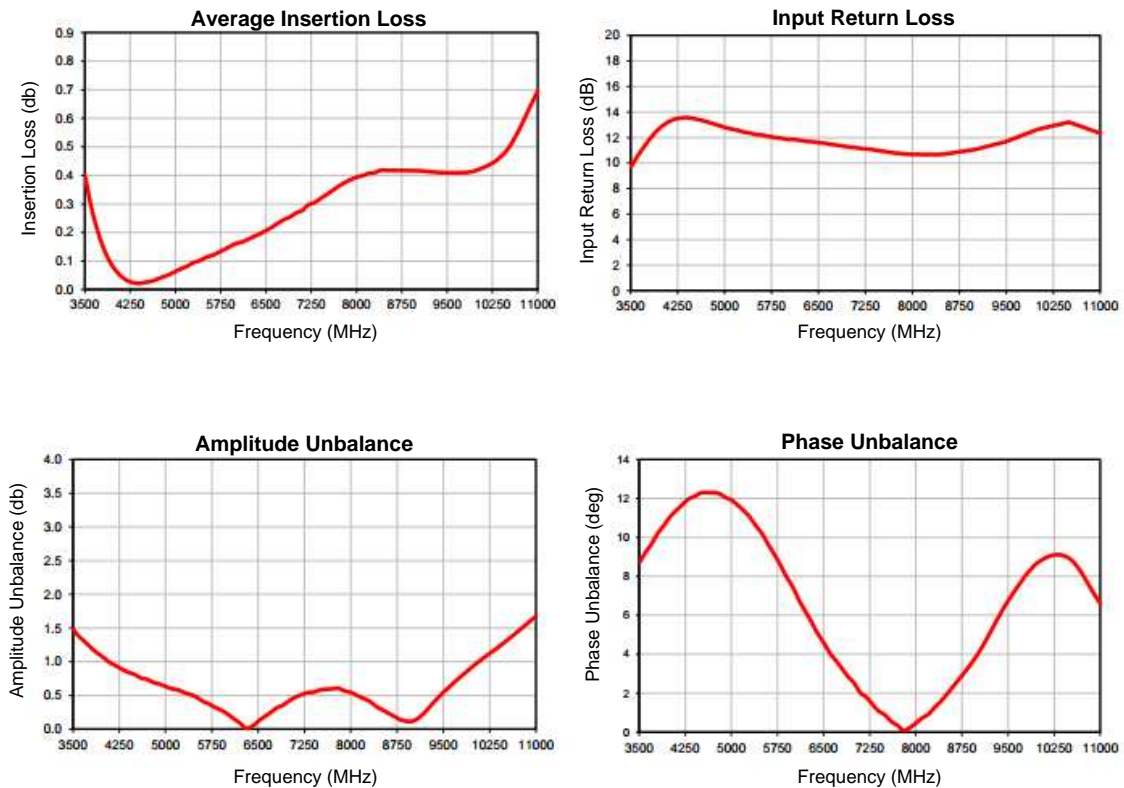 Average Insertion Loss
Insertion Loss (db)
0.9
0.8
0.7
0.6
0.5
0.4
0.3
0.2
0.1
0.0
3500 4250 5000 5750 6500 7250 8000 8750 9500 10250 11000
Frequency (MHz)
Input Return Loss
Input Return Loss (dB)
20
18
16
14
12
10
8
6
4
2
0
3500 4250 5000 5750 6500 7250 8000 8750 9500 10250 11000
Frequency (MHz)
Amplitude Unbalance
Amplitude Unbalance (db)
4.0
3.5
3.0
2.5
2.0
1.5
1.0
0.5
0.0
3500 4250 5000 5750 6500 7250 8000 8750 9500 10250 11000
Frequency (MHz)
Phase Unbalance
Phase Unbalance (deg)
14
12
10
8
6
4
2
0
3500 4250 5000 5750 6500 7250 8000 8750 9500 10250 11000
Frequency (MHz)